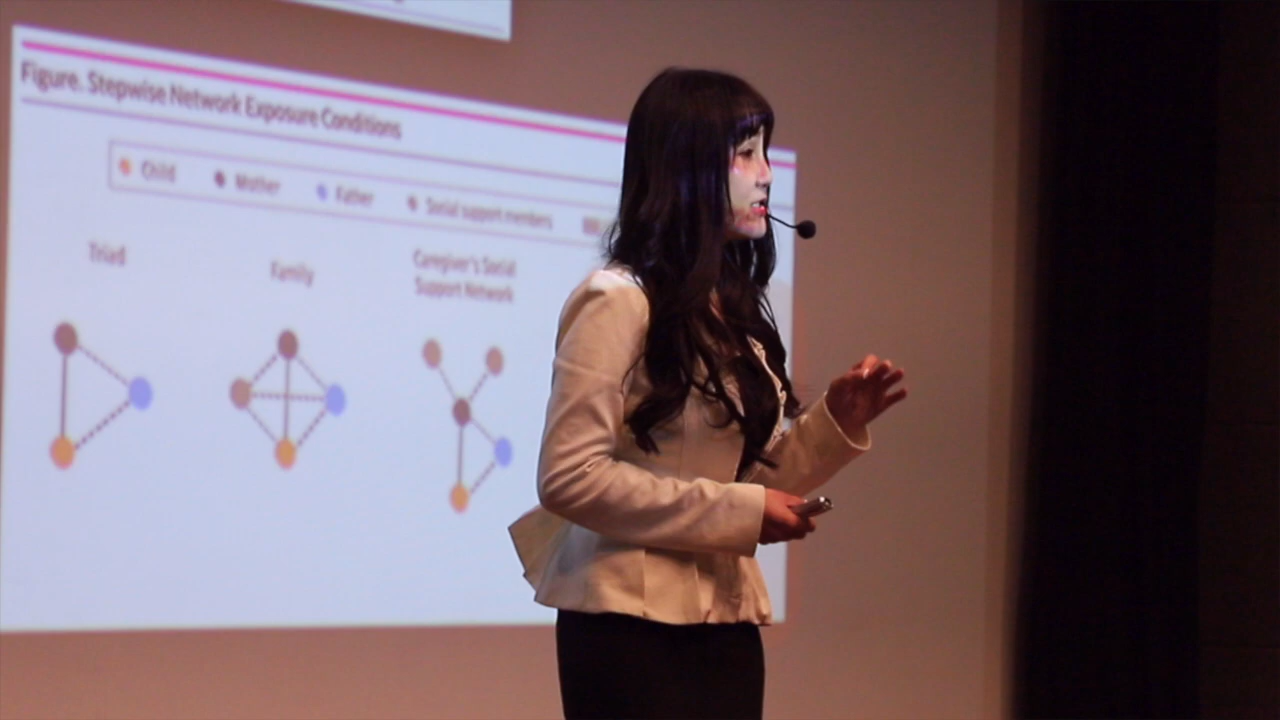 Figure. Stepwise Network Exposure Conditions
Child Mother Father Social support members
Triad
Family
Caregiver's Social
Support Network